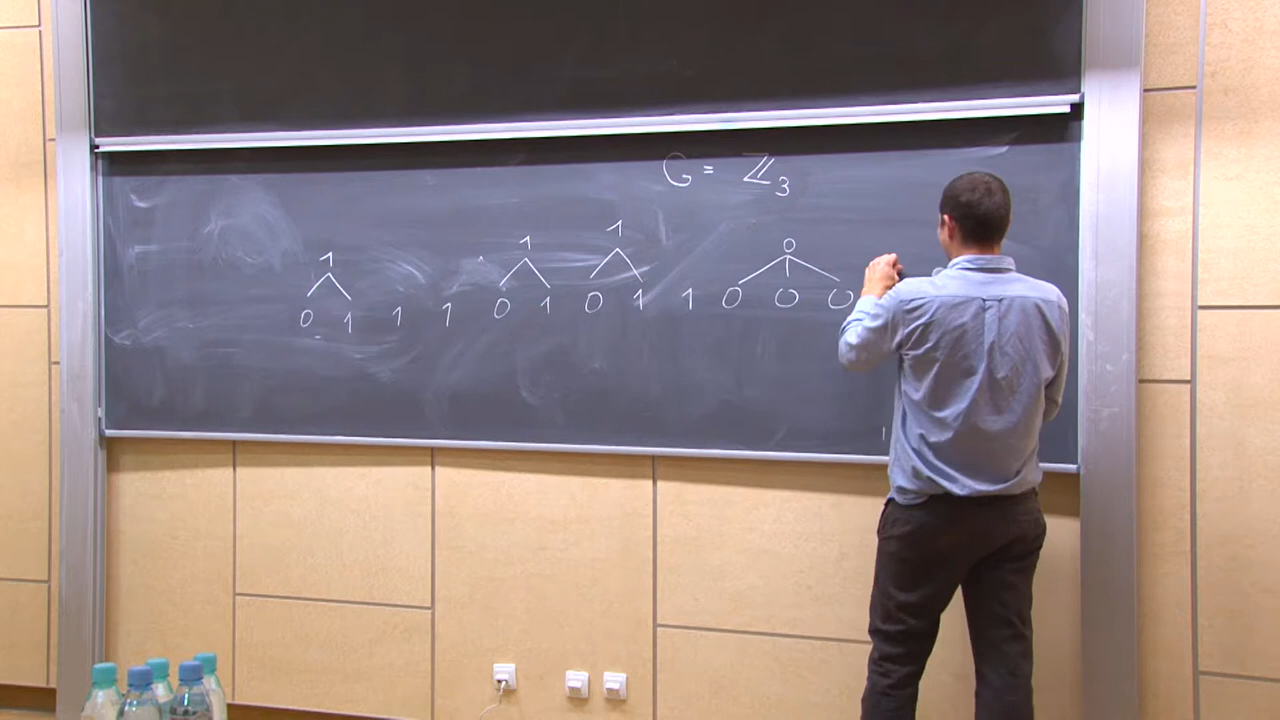 G = ℤ₃
1 1 1 0
0 1 1 1 0 1 0 1 1 0 0 0